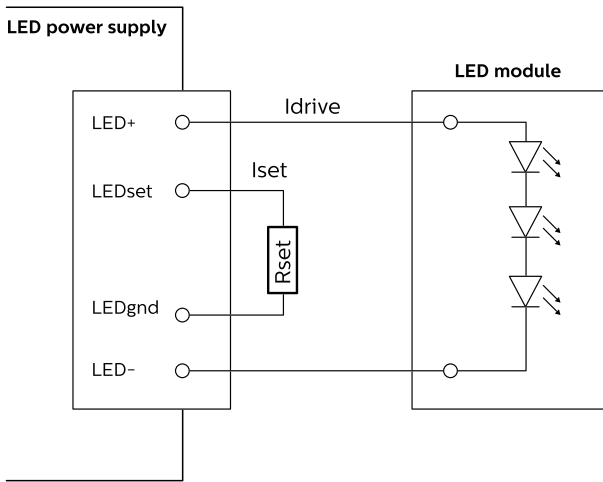 LED power supply
LED module
LED+
Idrive
LEDset
Iset
Rset
LEDgnd
LED-